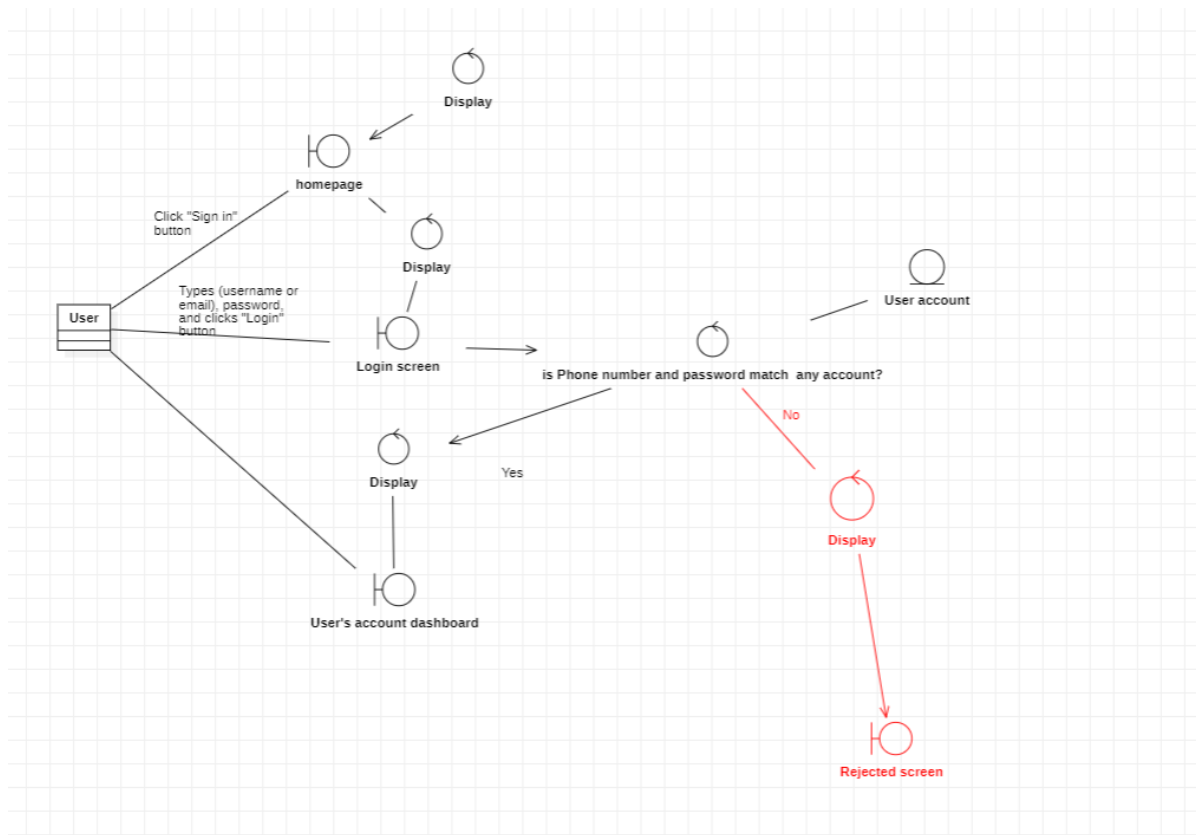 Display
homepage
Click "Sign in"
button
Display
Types (username or
email), password,
and clicks "Login"
button
User
User account
Login screen
is Phone number and password match any account?
No
Yes
Display
Display
User's account dashboard
Rejected screen